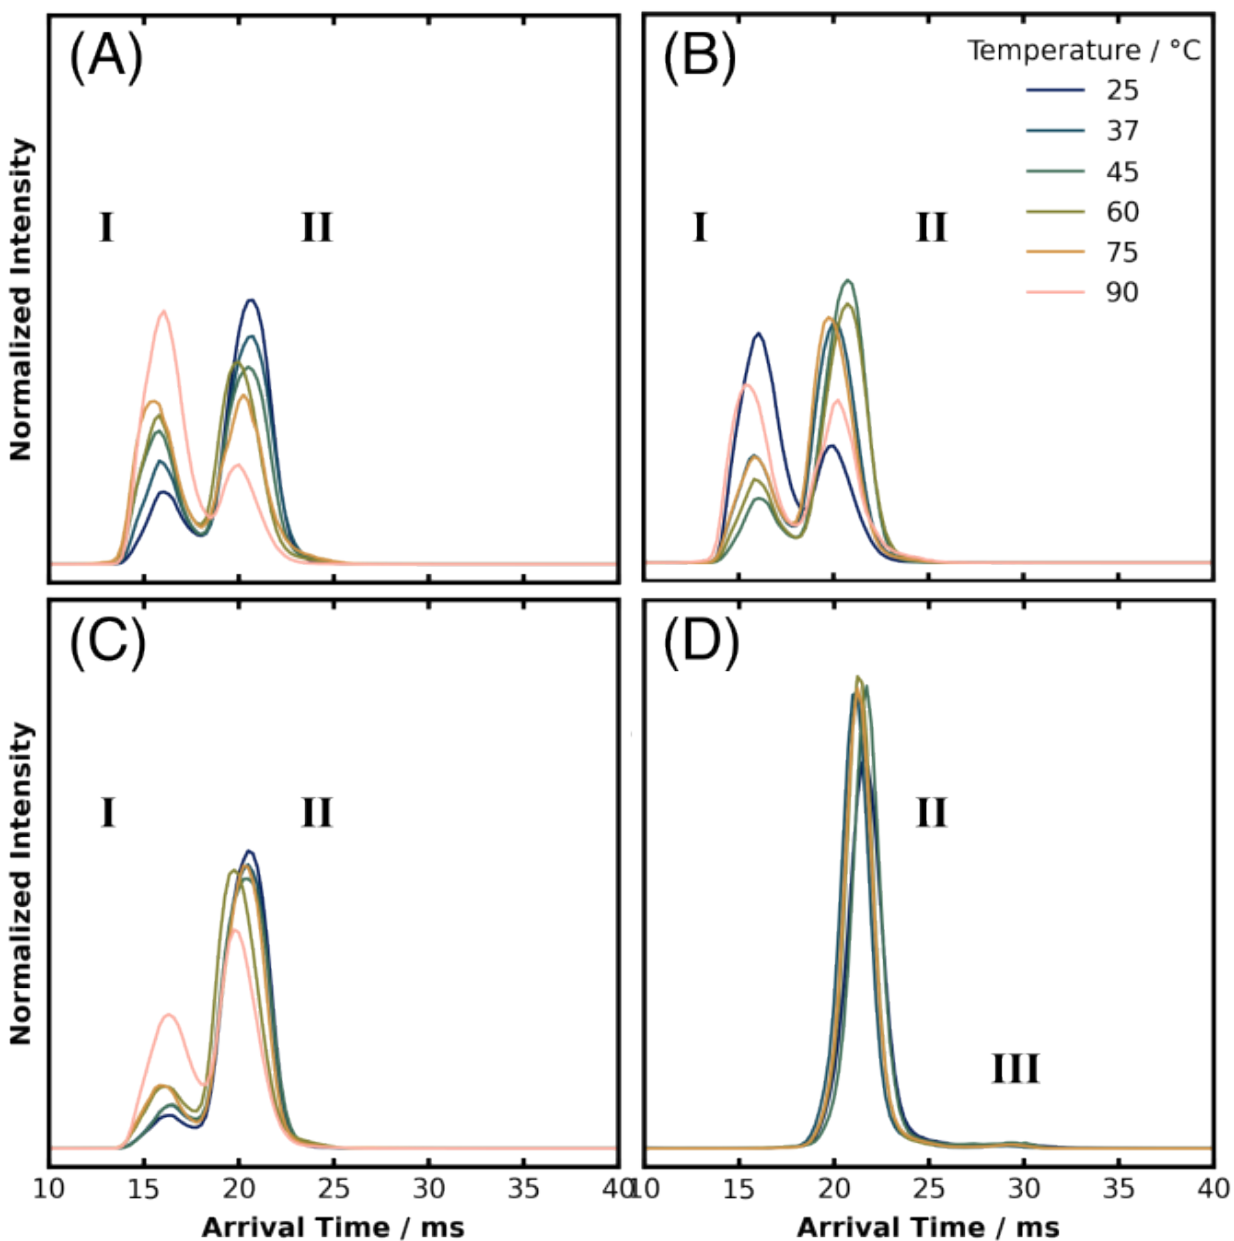 (A)
I
II
Normalized Intensity
(B)
Temperature / °C
25
37
45
60
75
90
I
II
(C)
I
II
Normalized Intensity
10 15 20 25 30 35 40
Arrival Time / ms
(D)
II
III
10 15 20 25 30 35 40
Arrival Time / ms